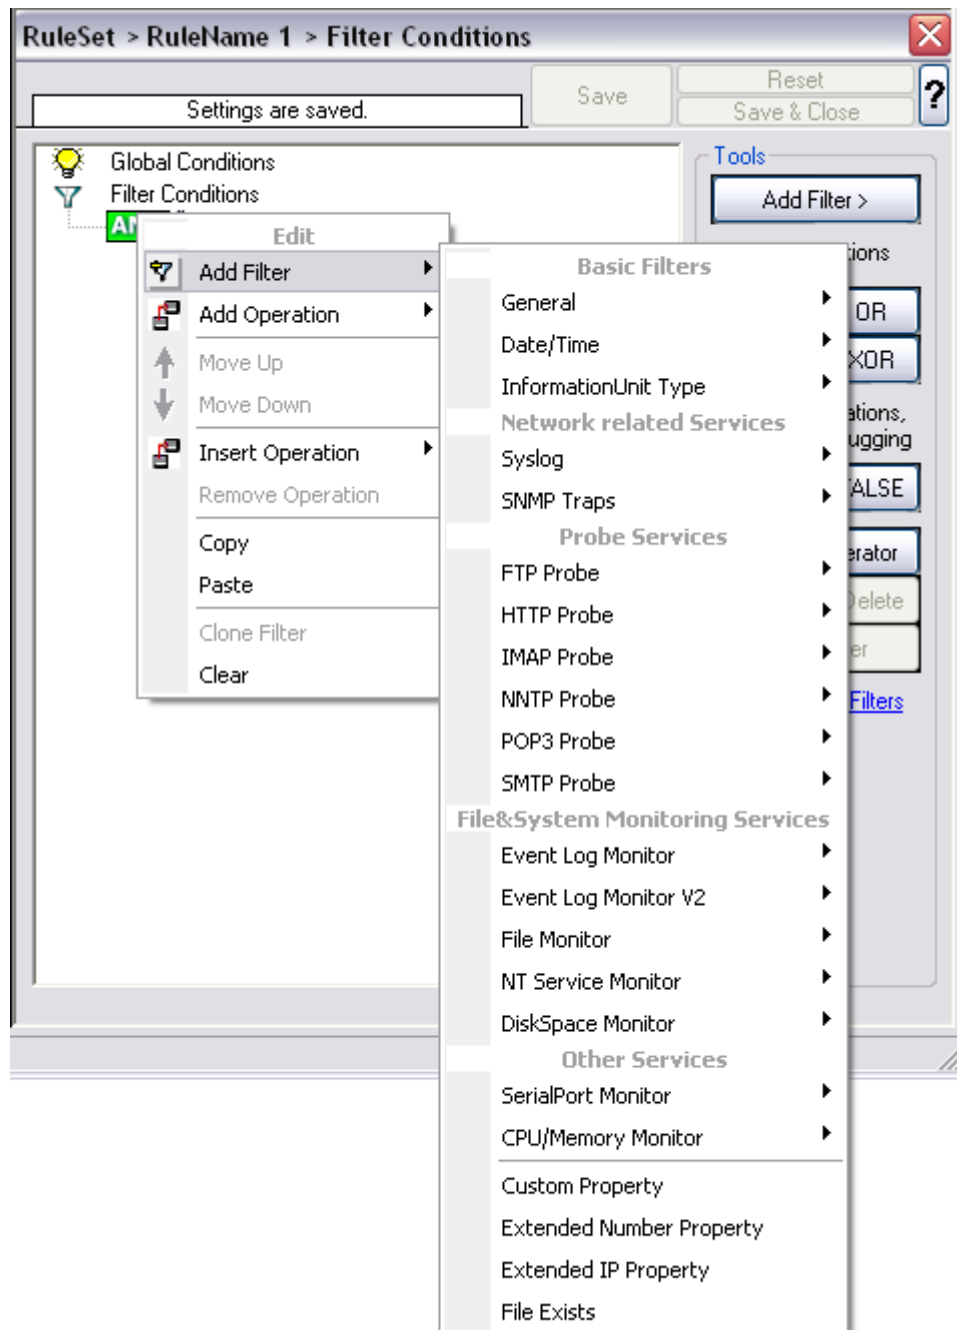 RuleSet > RuleName 1 > Filter Conditions
Settings are saved.
Save
Reset
Save & Close
?
Global Conditions
Filter Conditions
Tools
Add Filter >
OR
XOR
Edit
Add Filter
Add Operation
Move Up
Move Down
Insert Operation
Remove Operation
Copy
Paste
Clone Filter
Clear
Basic Filters
General
Date/Time
InformationUnit Type
Network related Services
Syslog
SNMP Traps
Probe Services
FTP Probe
HTTP Probe
IMAP Probe
NNTP Probe
POP3 Probe
SMTP Probe
File&System Monitoring Services
Event Log Monitor
Event Log Monitor V2
File Monitor
NT Service Monitor
DiskSpace Monitor
Other Services
SerialPort Monitor
CPU/Memory Monitor
Custom Property
Extended Number Property
Extended IP Property
File Exists
Delete
Filters